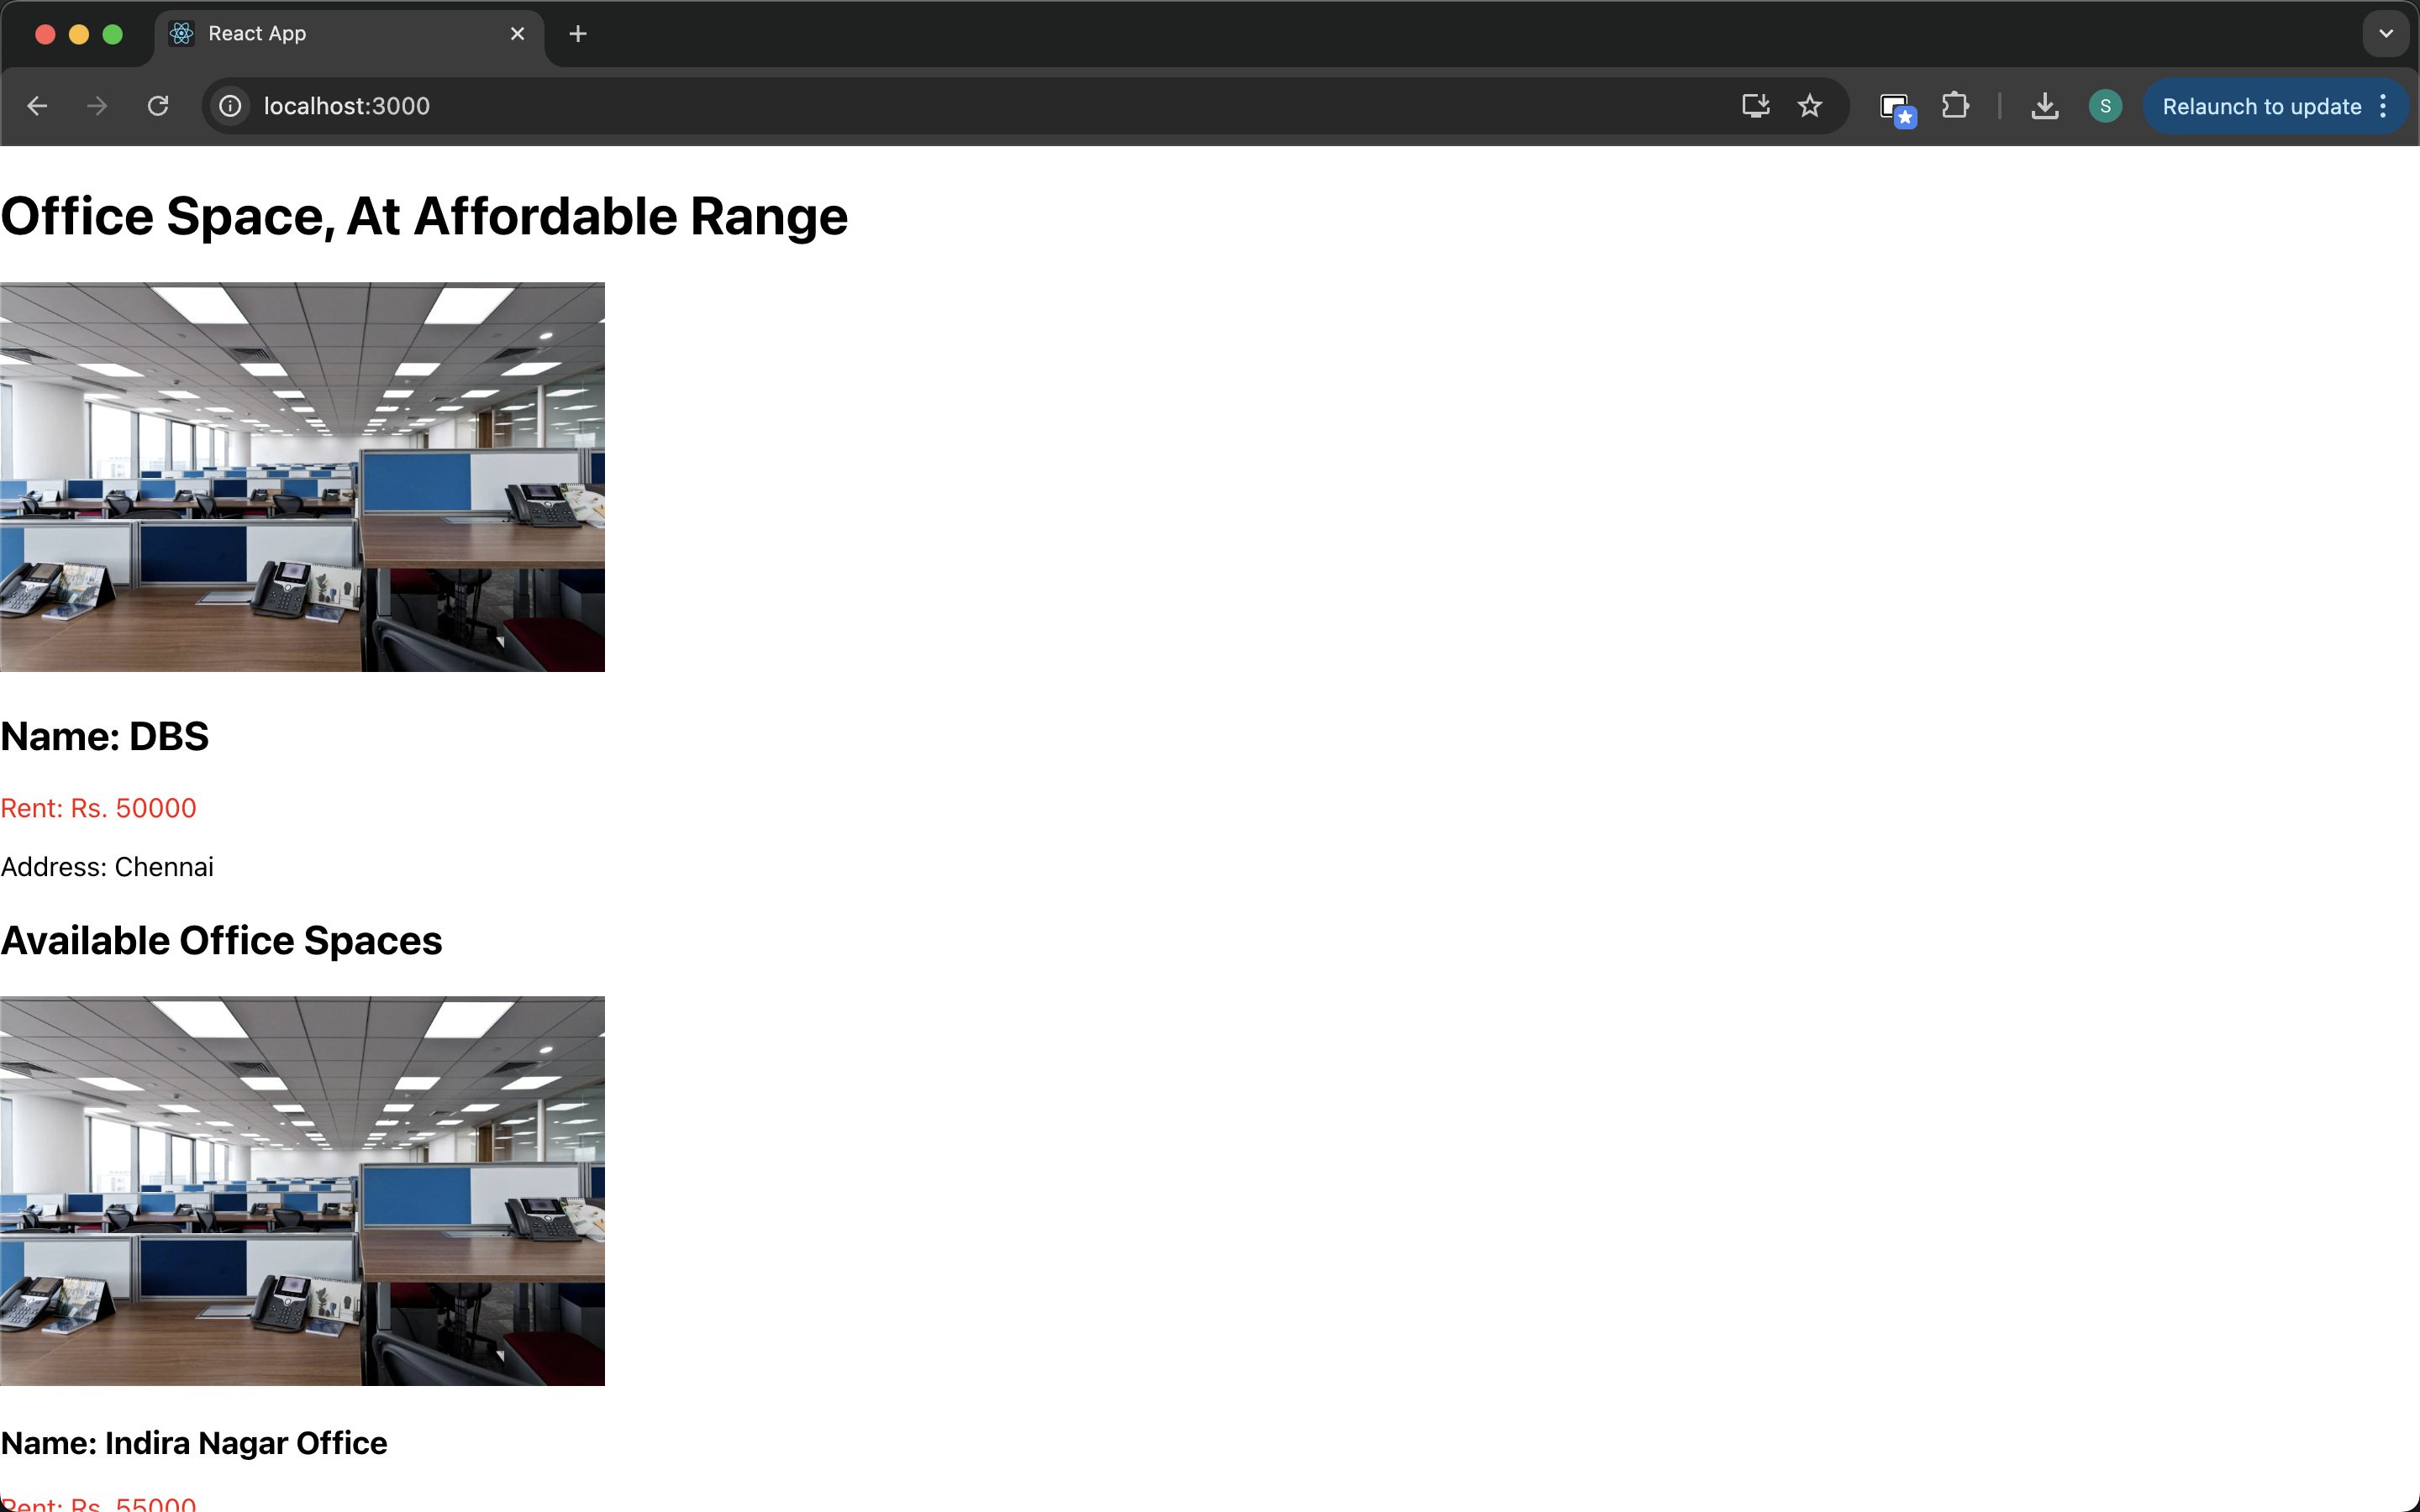 React App
localhost:3000
S
Relaunch to update
Office Space, At Affordable Range
Name: DBS
Rent: Rs. 50000
Address: Chennai
Available Office Spaces
Name: Indira Nagar Office
Rent: Rs. 55000